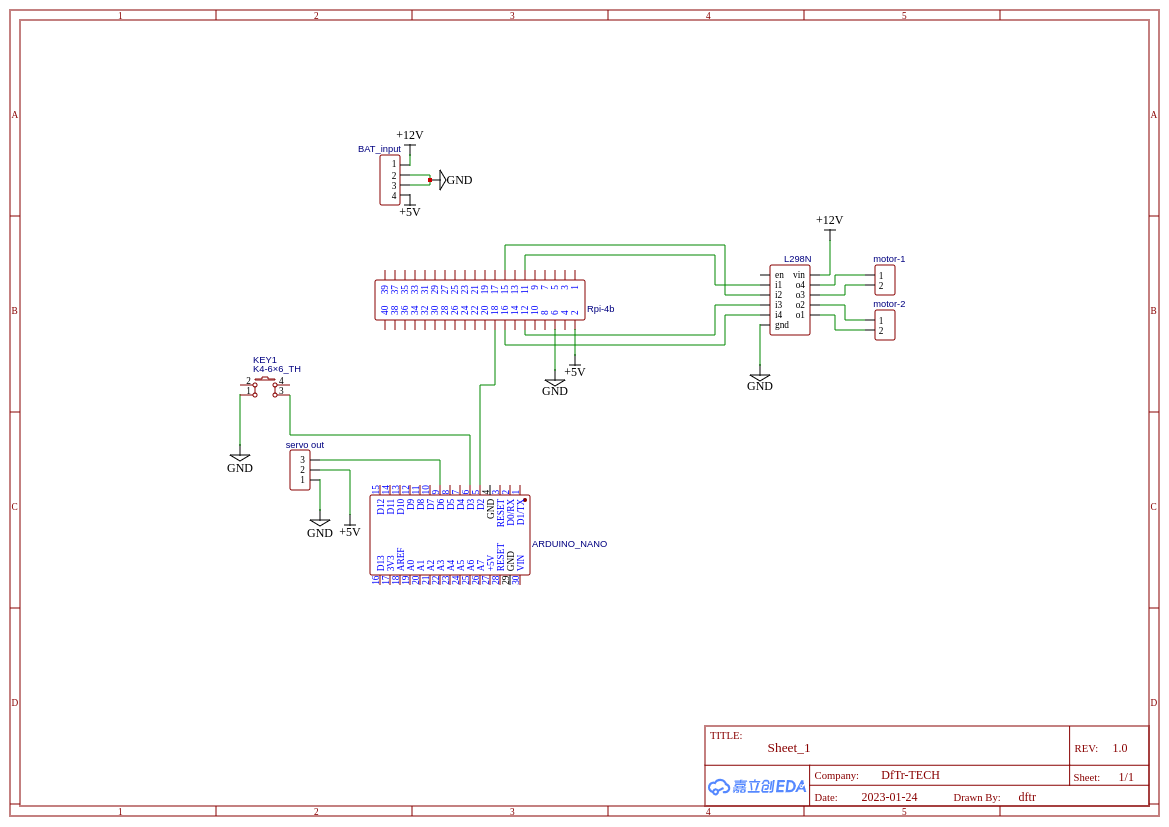 1 2 3 4 5
A A
+12V
BAT_input
1
2
3
4
GND
+5V
+12V
L298N
motor-1
en vin
i1 o4
i2 o3
i3 o2
i4 o1
gnd
1
2
motor-2
1
2
GND
39 37 35 33 31 29 27 25 23 21 19 17 15 13 11 9 7 5 3 1
40 38 36 34 32 30 28 26 24 22 20 18 16 14 12 10 8 6 4 2
Rpi-4b
B B
+5V
GND
KEY1
K4-6×6_TH
2 4
1 3
GND
servo out
3
2
1
GND +5V
15 14 13 12 11 10 9 8 7 6 5 4 3 2 1
D12 D11 D10 D9 D8 D7 D6 D5 D4 D3 D2 GND RESET D0/RX D1/TX
ARDUINO_NANO
D13 3V3 AREF A0 A1 A2 A3 A4 A5 A6 A7 +5V RESET GND VIN
16 17 18 19 20 21 22 23 24 25 26 27 28 29 30
C C
D D
TITLE:
Sheet_1
REV: 1.0
嘉立创EDA
Company: DfTr-TECH
Sheet: 1/1
Date: 2023-01-24 Drawn By: dftr
1 2 3 4 5